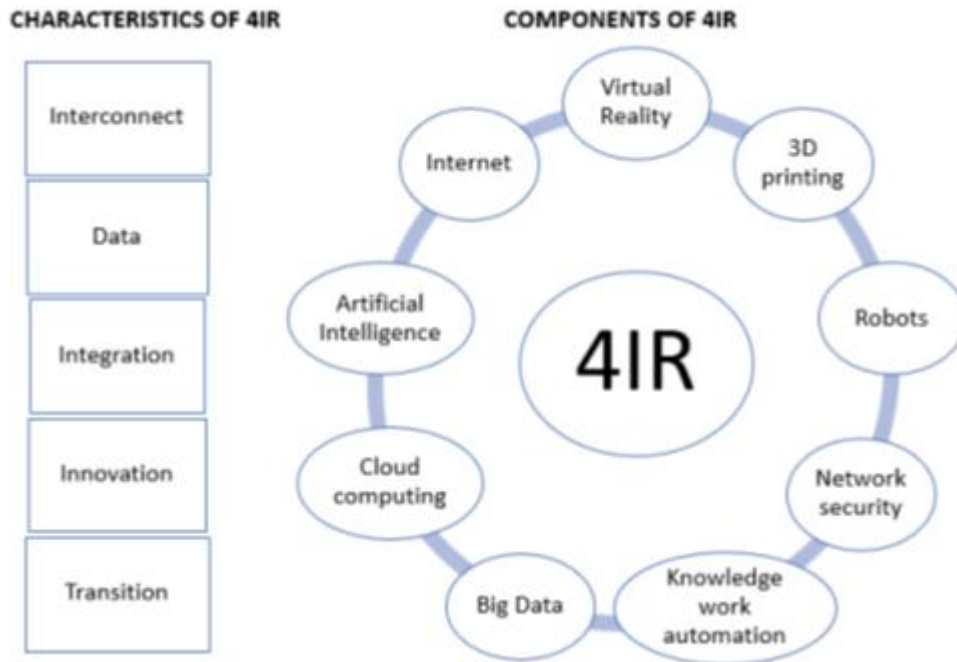 CHARACTERISTICS OF 4IR
Interconnect
Data
Integration
Innovation
Transition
COMPONENTS OF 4IR
Virtual
Reality
3D
printing
Robots
Network
security
Knowledge
work
automation
Big Data
Cloud
computing
Artificial
Intelligence
Internet
4IR